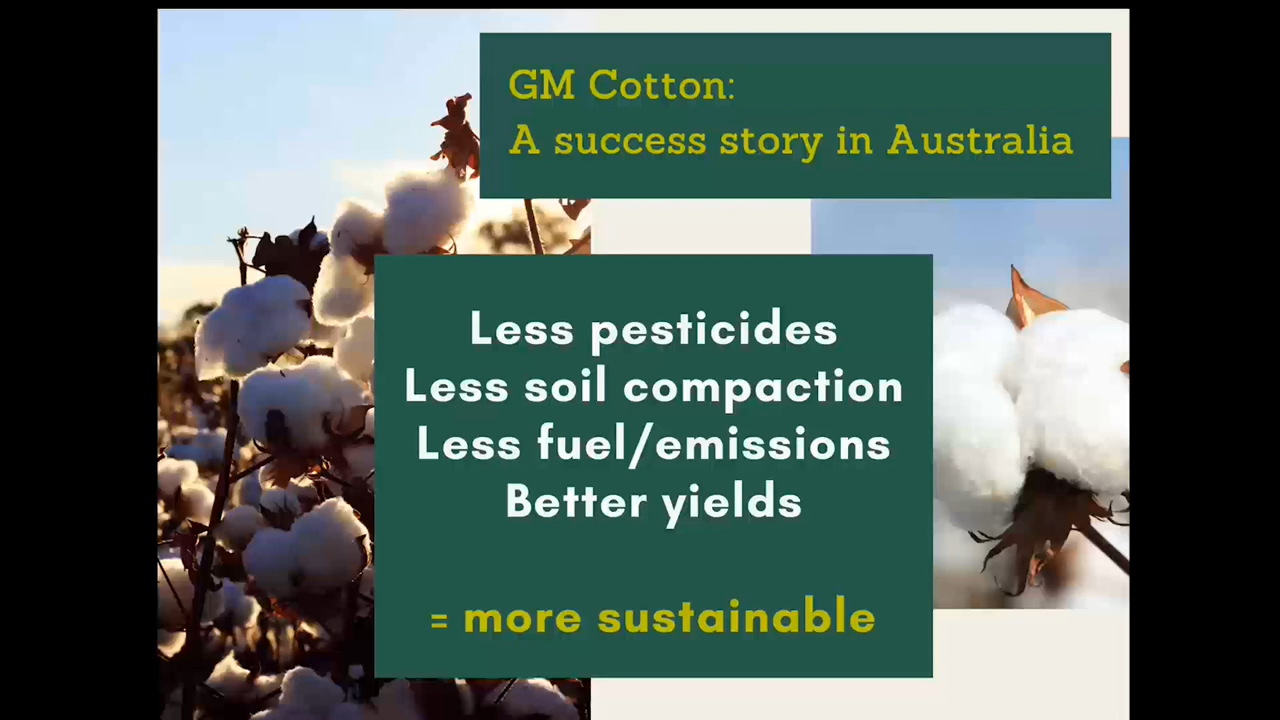 GM Cotton:
A success story in Australia
Less pesticides
Less soil compaction
Less fuel/emissions
Better yields
= more sustainable